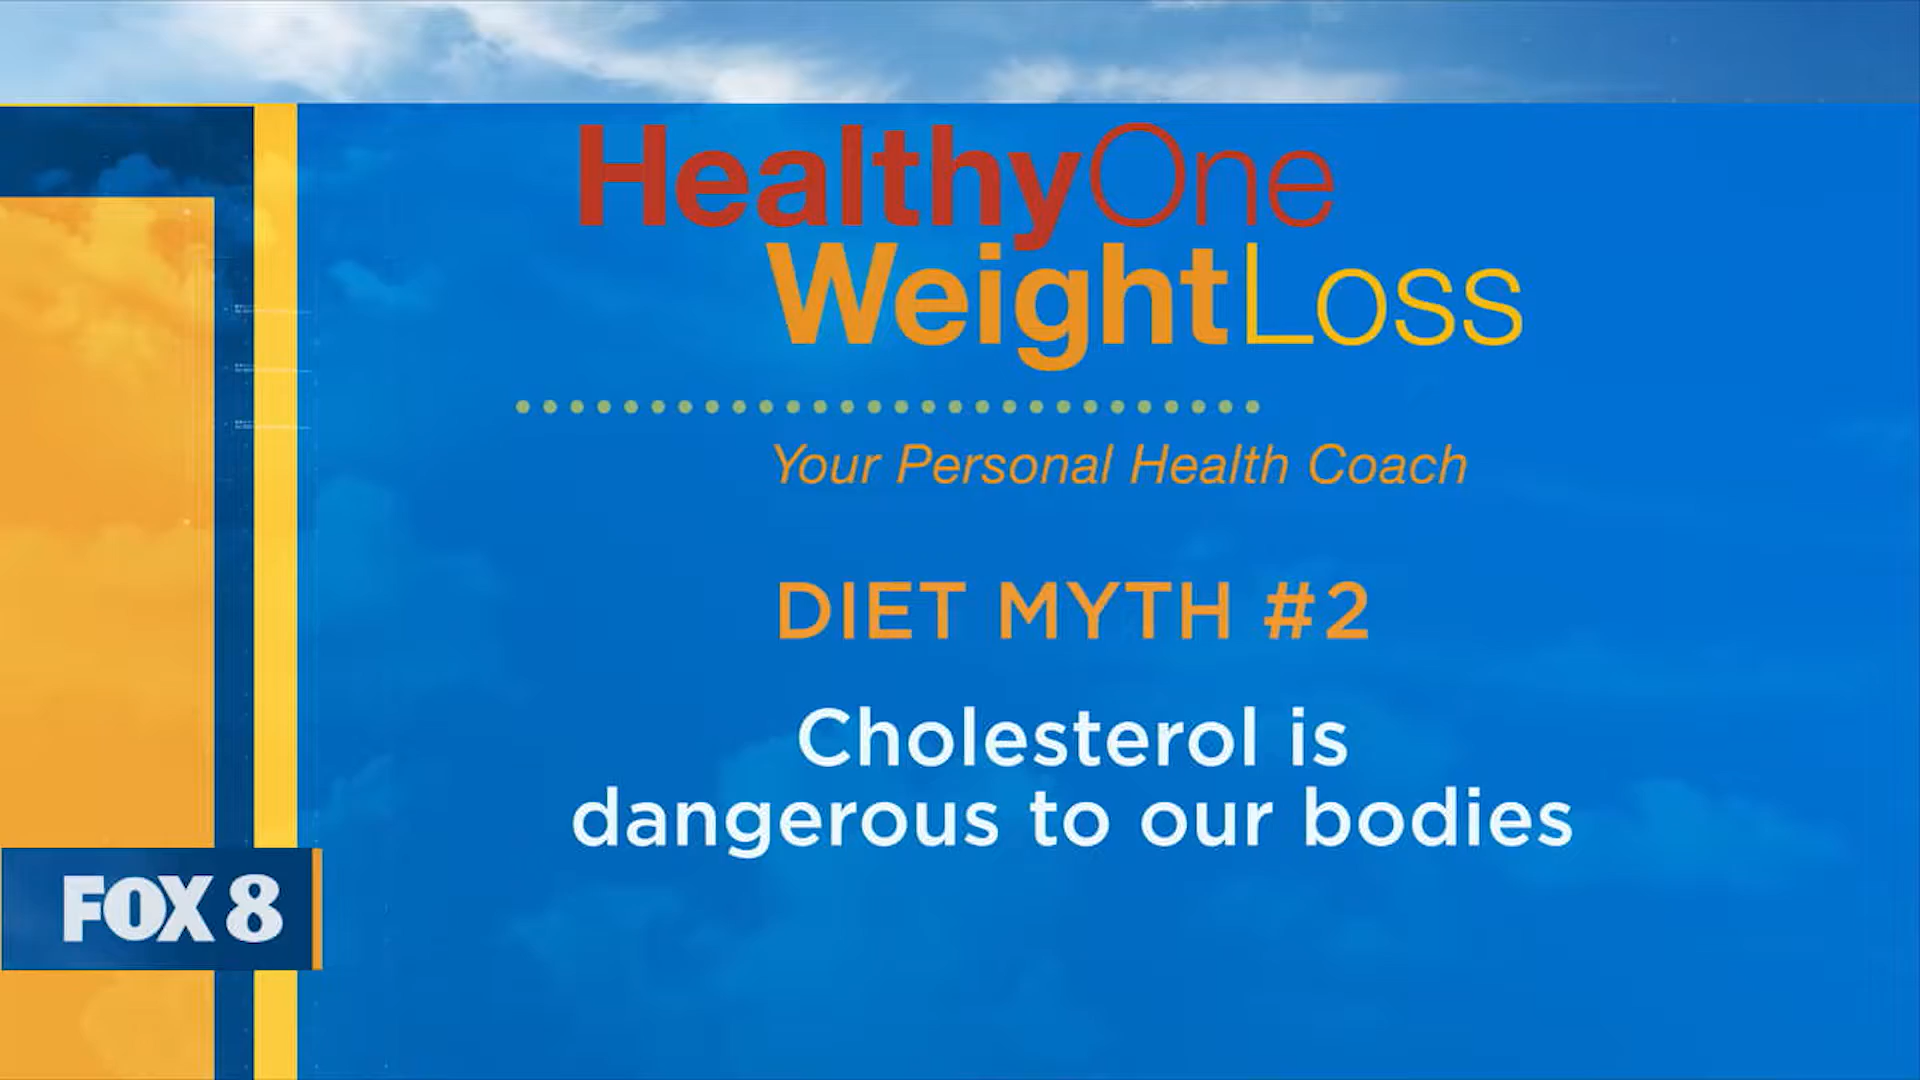 HealthyOne
WeightLoss
Your Personal Health Coach
DIET MYTH #2
Cholesterol is
dangerous to our bodies
FOX 8